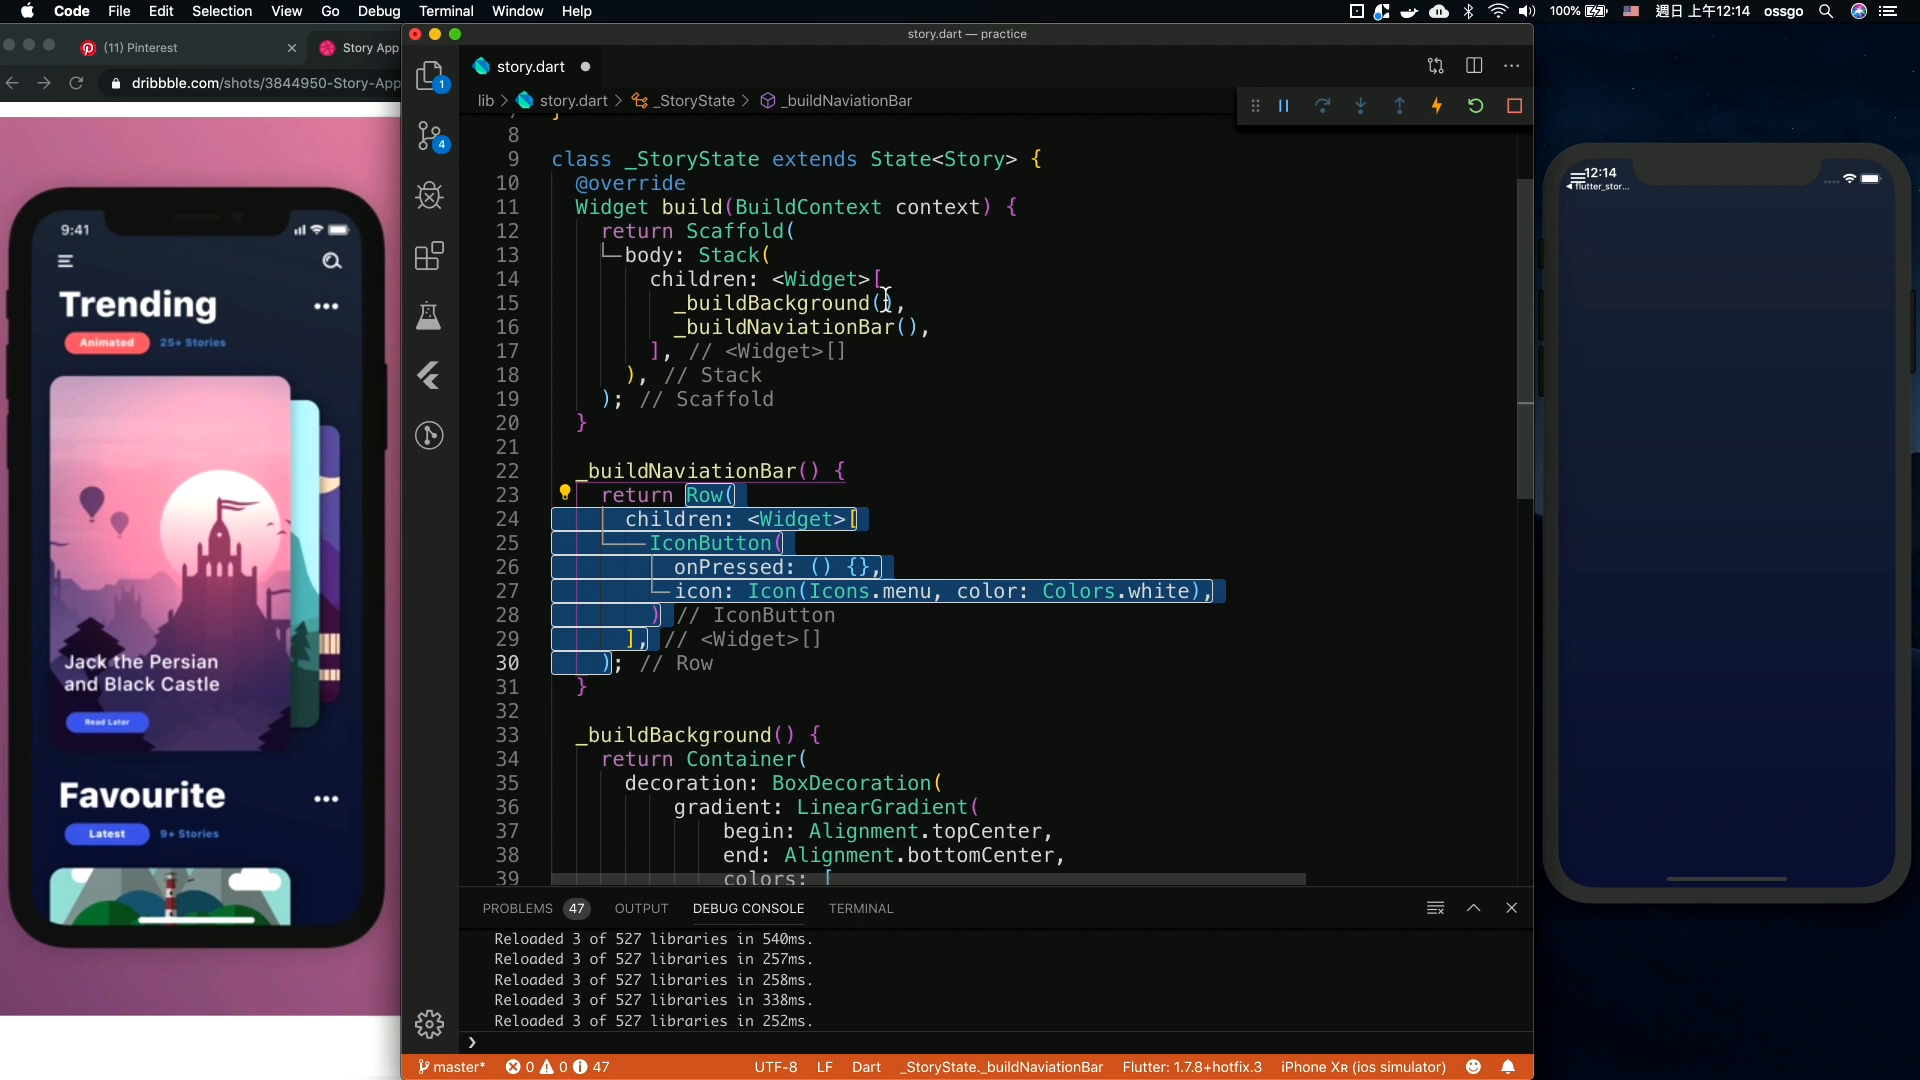 Code File Edit Selection View Go Debug Terminal Window Help
100% 週日 上午12:14 ossgo
(11) Pinterest
Story App
dribbble.com/shots/3844950-Story-App
9:41
Trending
Animated 25+ Stories
Jack the Persian
and Black Castle
Read Later
Favourite
Latest 9+ Stories
story.dart — practice
1
4
story.dart
lib > story.dart > _StoryState > _buildNaviationBar
7 }
8
9 class _StoryState extends State<Story> {
10 @override
11 Widget build(BuildContext context) {
12 return Scaffold(
13 body: Stack(
14 children: <Widget>[
15 _buildBackground(),
16 _buildNaviationBar(),
17 ], // <Widget>[]
18 ), // Stack
19 ); // Scaffold
20 }
21
22 _buildNaviationBar() {
23 return Row(
24 children: <Widget>[
25 IconButton(
26 onPressed: () {},
27 icon: Icon(Icons.menu, color: Colors.white),
28 ) // IconButton
29 ], // <Widget>[]
30 ); // Row
31 }
32
33 _buildBackground() {
34 return Container(
35 decoration: BoxDecoration(
36 gradient: LinearGradient(
37 begin: Alignment.topCenter,
38 end: Alignment.bottomCenter,
39 colors: [
PROBLEMS 47 OUTPUT DEBUG CONSOLE TERMINAL
Reloaded 3 of 527 libraries in 540ms.
Reloaded 3 of 527 libraries in 257ms.
Reloaded 3 of 527 libraries in 258ms.
Reloaded 3 of 527 libraries in 338ms.
Reloaded 3 of 527 libraries in 252ms.
master* 0 0 47 UTF-8 LF Dart _StoryState._buildNaviationBar Flutter: 1.7.8+hotfix.3 iPhone XR (ios simulator)
12:14
flutter_stor...